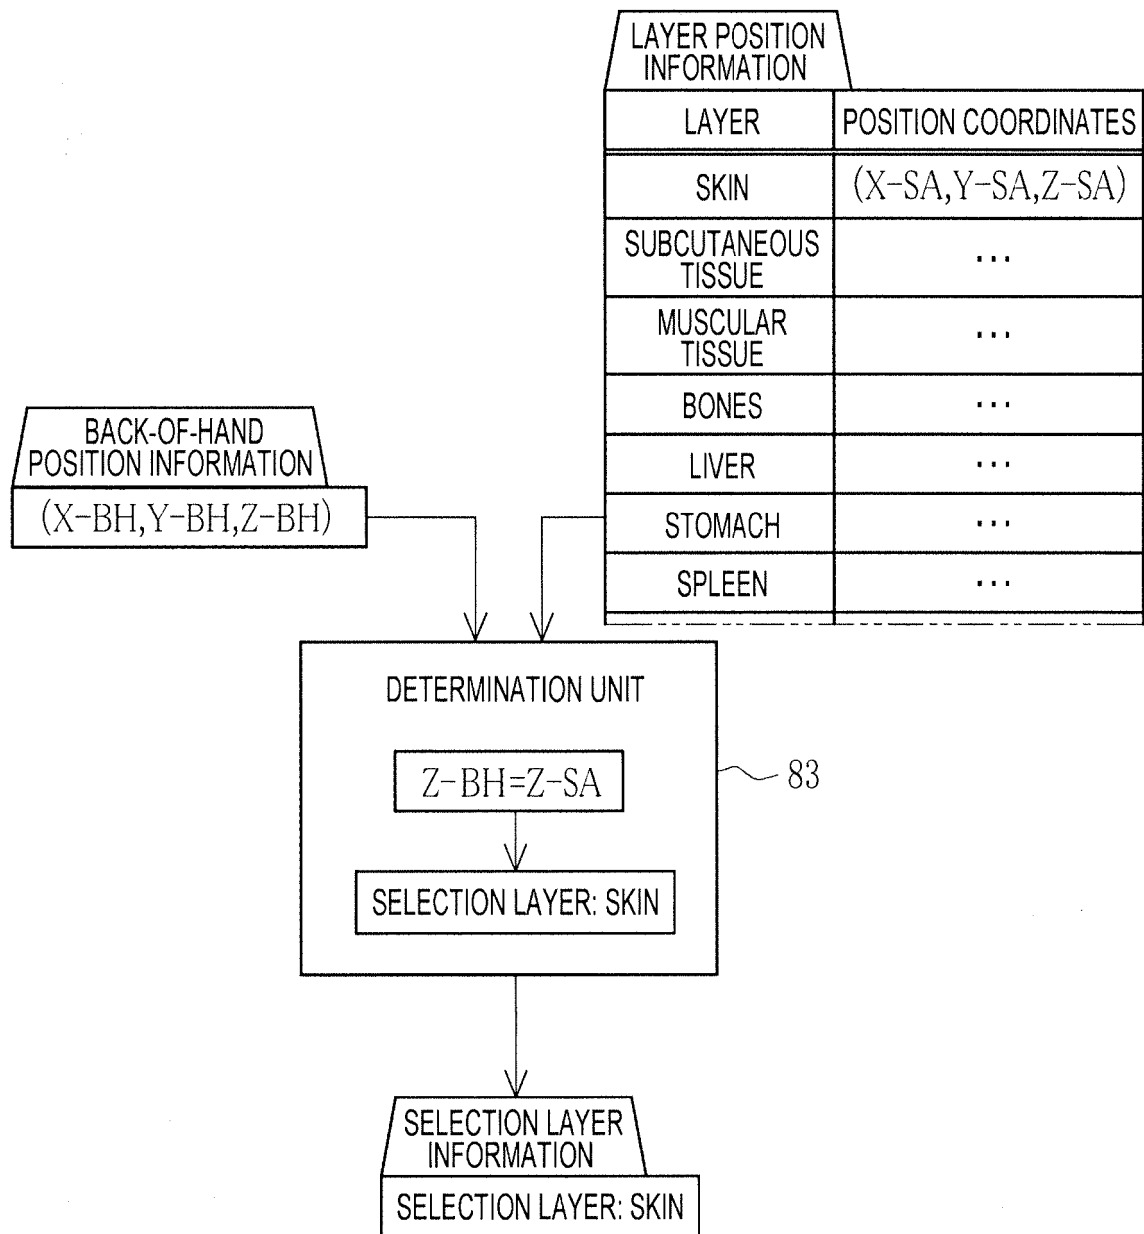 LAYER POSITION
INFORMATION
LAYER POSITION COORDINATES
SKIN (X-SA,Y-SA,Z-SA)
SUBCUTANEOUS
TISSUE ...
MUSCULAR
TISSUE ...
BONES ...
LIVER ...
STOMACH ...
SPLEEN ...
BACK-OF-HAND
POSITION INFORMATION
(X-BH,Y-BH,Z-BH)
DETERMINATION UNIT
Z-BH=Z-SA
SELECTION LAYER: SKIN
83
SELECTION LAYER
INFORMATION
SELECTION LAYER: SKIN